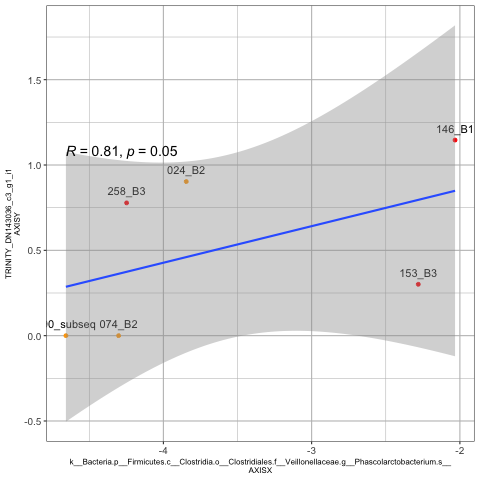 TRINITY_DN143036_c3_g1_i1
AXISY
1.5
1.0
0.5
0.0
-0.5
R = 0.81, p = 0.05
146_B1
024_B2
258_B3
153_B3
0_subseq 074_B2
-4
-3
-2
k__Bacteria.p__Firmicutes.c__Clostridia.o__Clostridiales.f__Veillonellaceae.g__Phascolarctobacterium.s__
AXISX